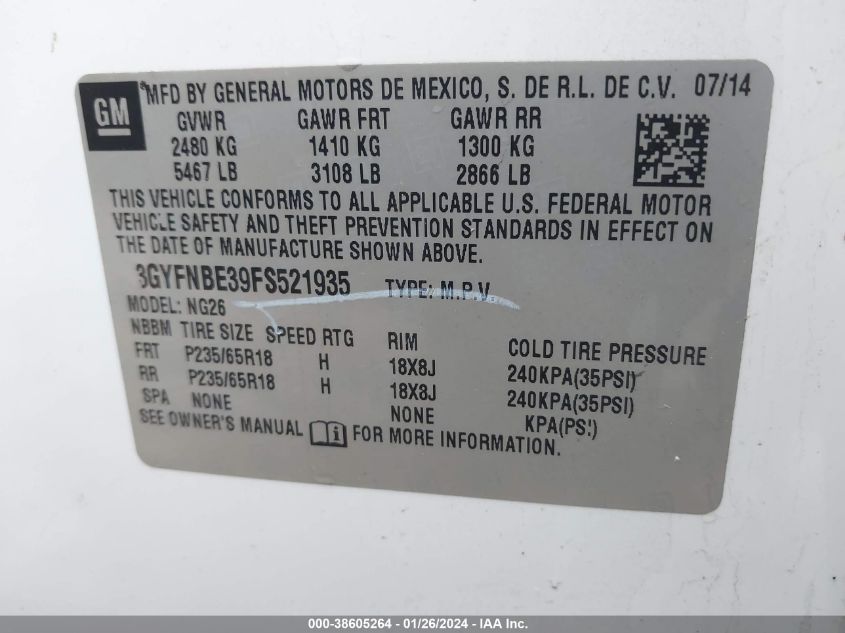 GM
*MFD BY GENERAL MOTORS DE MEXICO, S. DE R.L. DE C.V. 07/14
GVWR GAWR FRT GAWR RR
2480 KG 1410 KG 1300 KG
5467 LB 3108 LB 2866 LB
THIS VEHICLE CONFORMS TO ALL APPLICABLE U.S. FEDERAL MOTOR
VEHICLE SAFETY AND THEFT PREVENTION STANDARDS IN EFFECT ON
THE DATE OF MANUFACTURE SHOWN ABOVE.
3GYFNBE39FS521935 TYPE: M.P.V
MODEL: NG26
NBBM TIRE SIZE SPEED RTG RIM COLD TIRE PRESSURE
FRT P235/65R18 H 18X8J 240KPA(35PSI)
RR P235/65R18 H 18X8J 240KPA(35PSI)
SPA NONE NONE KPA(PSI)
SEE OWNER'S MANUAL FOR MORE INFORMATION.
000-38605264 - 01/26/2024 - IAA Inc.